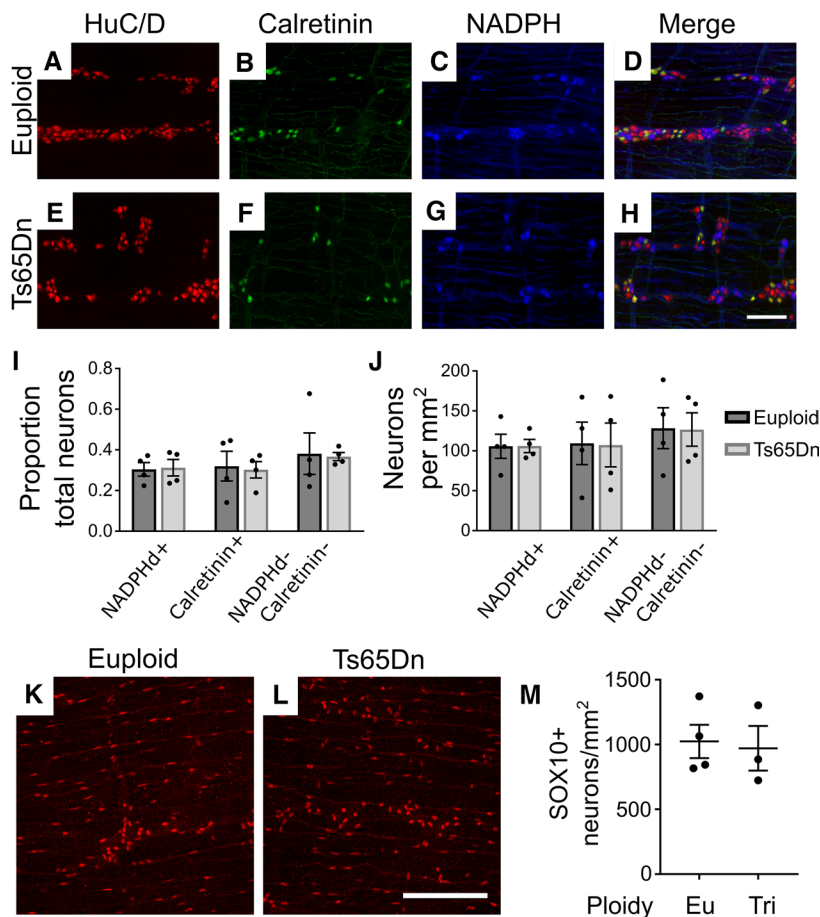 HuC/D Calretinin NADPH Merge
Euploid
A B C D
Ts65Dn
E F G H
I
Proportion
total neurons
0.8
0.6
0.4
0.2
0.0
NADPHd+
Calretinin+
NADPHd-
Calretinin-
J
Neurons
per mm2
200
150
100
50
0
NADPHd+
Calretinin+
NADPHd-
Calretinin-
Euploid
Ts65Dn
Euploid Ts65Dn
K L
M
SOX10+
neurons/mm2
1500
1000
500
0
Ploidy Eu Tri